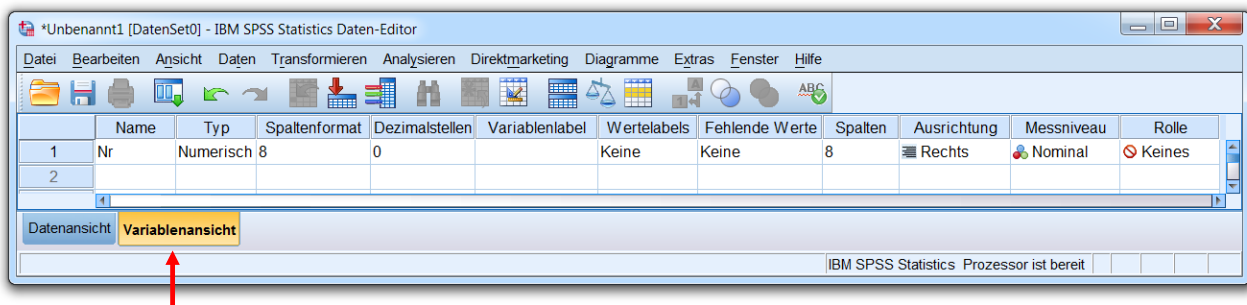 *Unbenannt1 [DatenSet0] - IBM SPSS Statistics Daten-Editor
Datei Bearbeiten Ansicht Daten Transformieren Analysieren Direktmarketing Diagramme Extras Fenster Hilfe
A
1 ABC
Name Typ Spaltenformat Dezimalstellen Variablenlabel Wertelabels Fehlende Werte Spalten Ausrichtung Messniveau Rolle
1 Nr Numerisch 8 0 Keine Keine 8 Rechts Nominal Keines
2
Datenansicht Variablenansicht
IBM SPSS Statistics Prozessor ist bereit